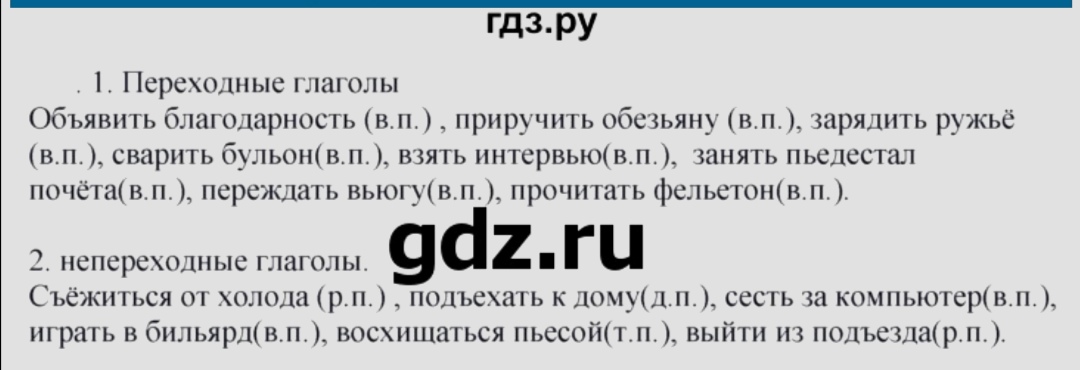 гдз.ру
. 1. Переходные глаголы
Объявить благодарность (в.п.) , приручить обезьяну (в.п.), зарядить ружьё
(в.п.), сварить бульон(в.п.), взять интервью(в.п.),  занять пьедестал
почёта(в.п.), переждать вьюгу(в.п.), прочитать фельетон(в.п.).
gdz.ru
2. непереходные глаголы.
Съёжиться от холода (р.п.) , подъехать к дому(д.п.), сесть за компьютер(в.п.),
играть в бильярд(в.п.), восхищаться пьесой(т.п.), выйти из подъезда(р.п.).